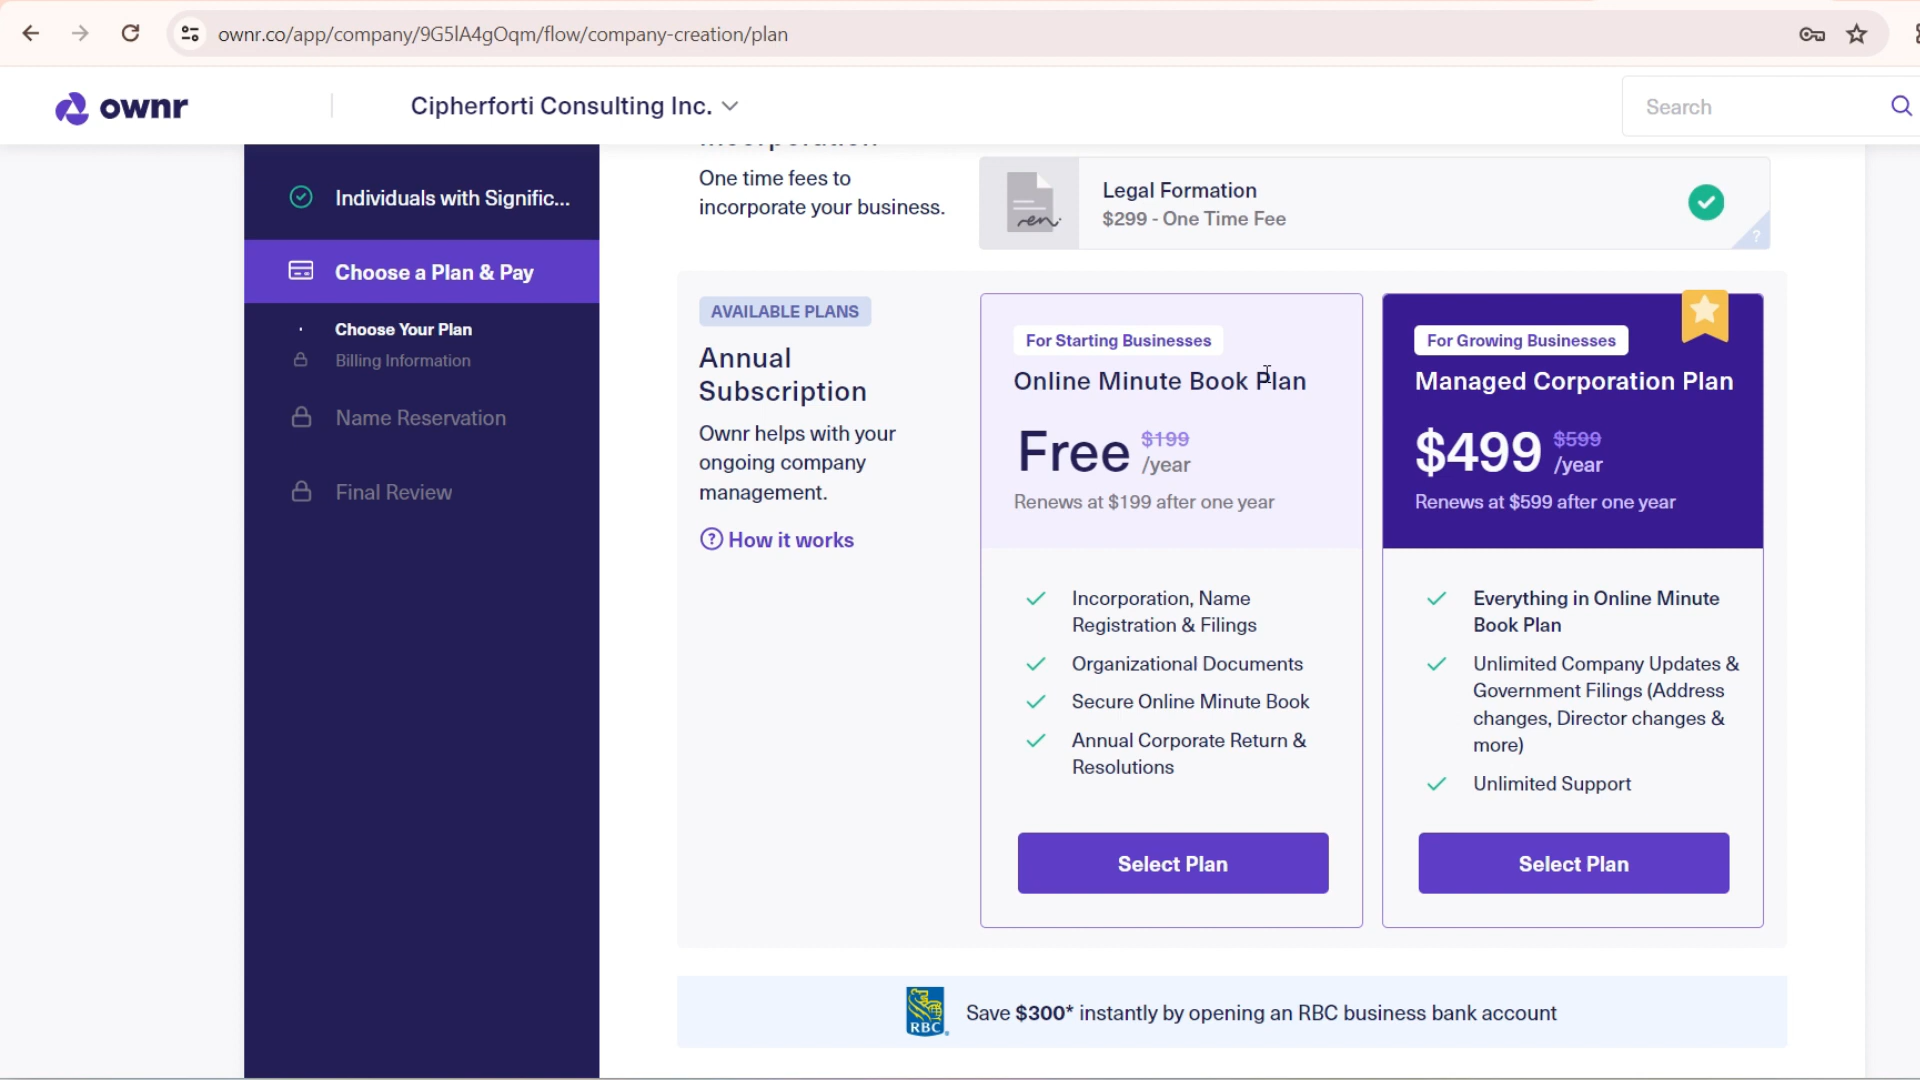 ownr.co/app/company/9G5lA4gOqm/flow/company-creation/plan
ownr
Cipherforti Consulting Inc.
Search
Individuals with Signific...
Choose a Plan & Pay
Choose Your Plan
Billing Information
Name Reservation
Final Review
Incorporation
One time fees to
incorporate your business.
Legal Formation
$299 - One Time Fee
?
AVAILABLE PLANS
Annual
Subscription
Ownr helps with your
ongoing company
management.
? How it works
For Starting Businesses
Online Minute Book Plan
Free $199
/year
Renews at $199 after one year
Incorporation, Name
Registration & Filings
Organizational Documents
Secure Online Minute Book
Annual Corporate Return &
Resolutions
Select Plan
For Growing Businesses
Managed Corporation Plan
$499 $599
/year
Renews at $599 after one year
Everything in Online Minute
Book Plan
Unlimited Company Updates &
Government Filings (Address
changes, Director changes &
more)
Unlimited Support
Select Plan
RBC
Save $300* instantly by opening an RBC business bank account